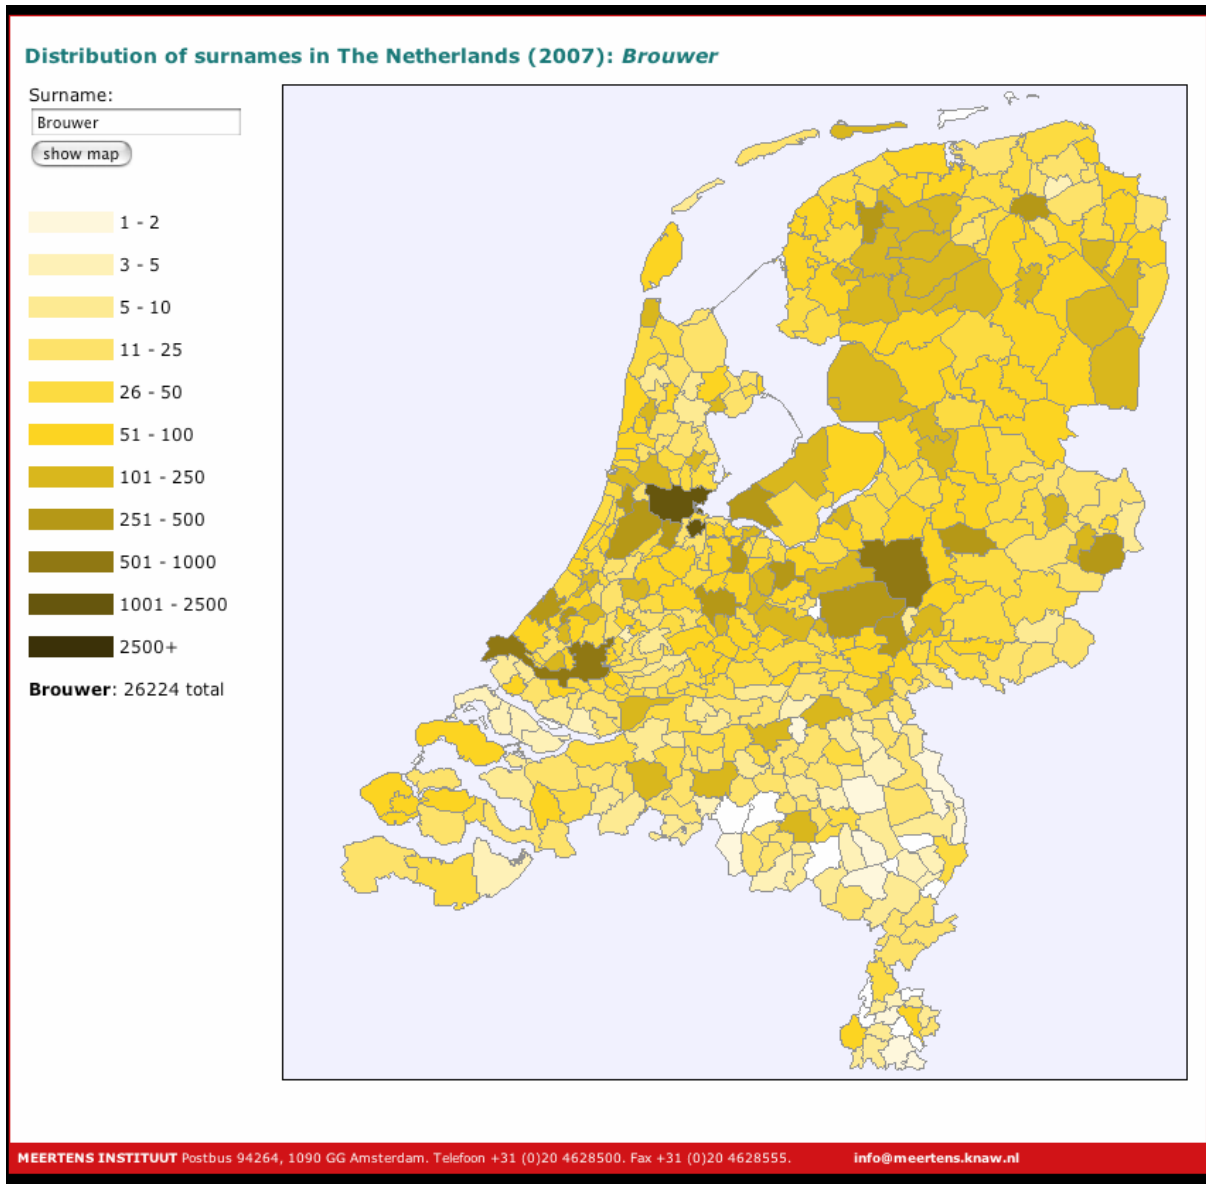 Distribution of surnames in The Netherlands (2007): Brouwer
Surname:
Brouwer
show map
1 - 2
3 - 5
5 - 10
11 - 25
26 - 50
51 - 100
101 - 250
251 - 500
501 - 1000
1001 - 2500
2500+
Brouwer: 26224 total
MEERTENS INSTITUUT Postbus 94264, 1090 GG Amsterdam. Telefoon +31 (0)20 4628500. Fax +31 (0)20 4628555. info@meertens.knaw.nl